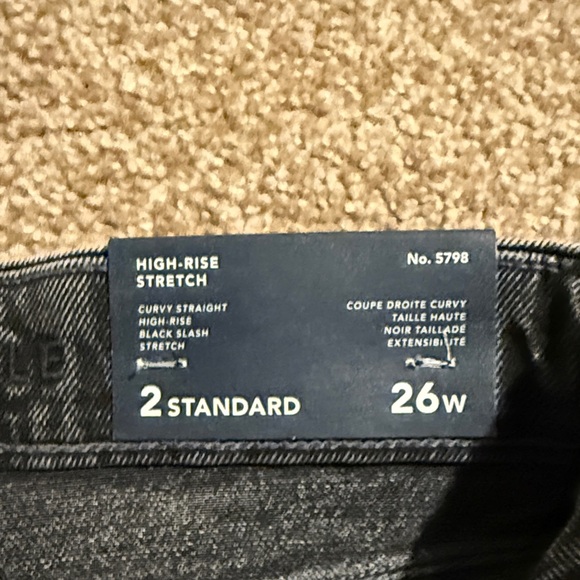 HIGH-RISE
STRETCH
No. 5798
CURVY STRAIGHT
HIGH-RISE
BLACK SLASH
STRETCH
COUPE DROITE CURVY
TAILLE HAUTE
NOIR TAILLADÉ
EXTENSIBILITÉ
2 STANDARD
26W